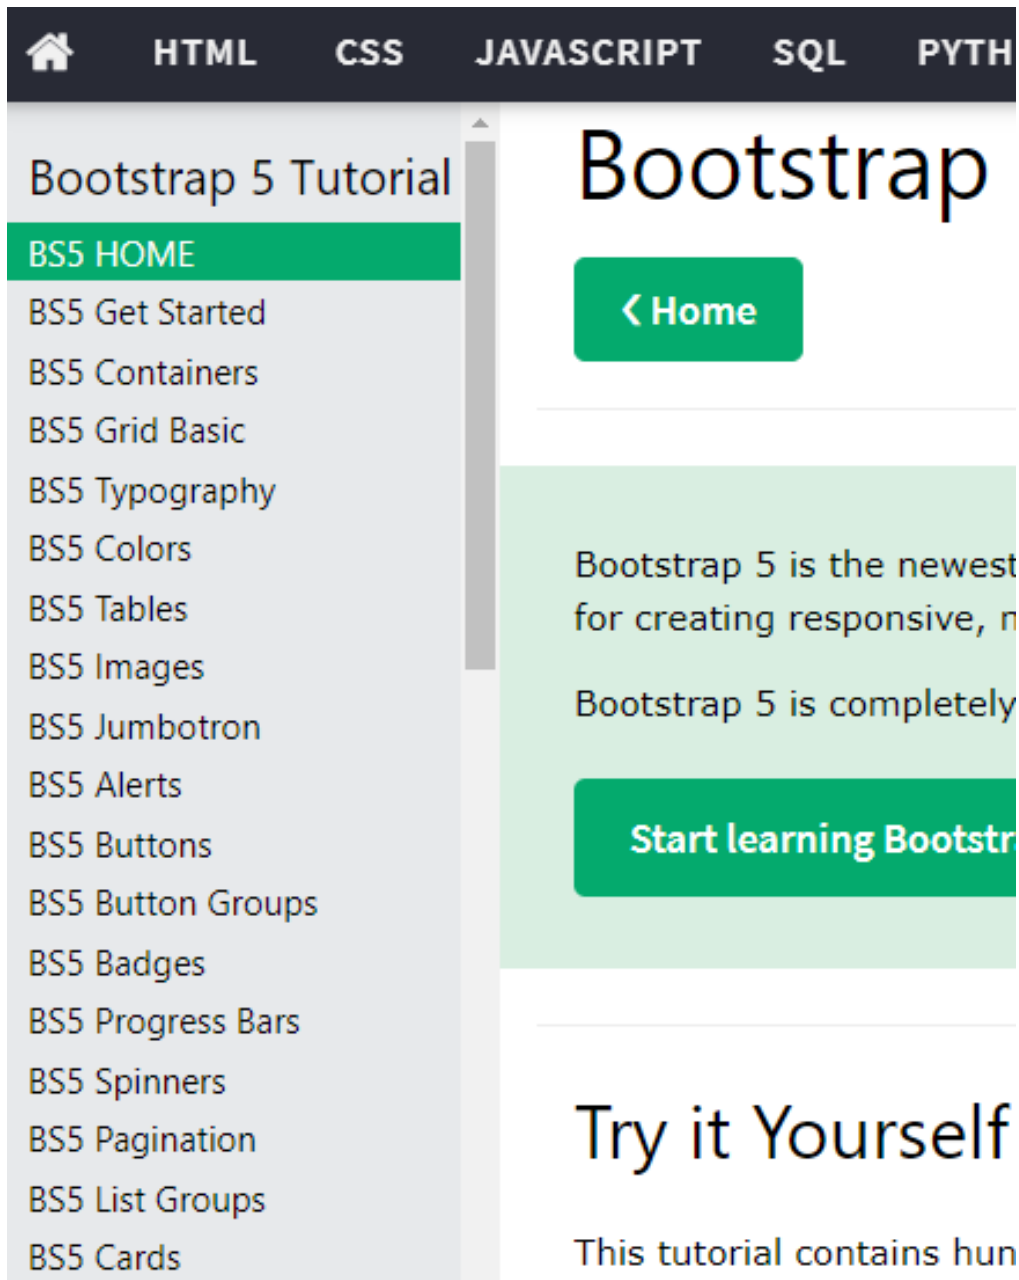 HTML CSS JAVASCRIPT SQL PYTH
Bootstrap 5 Tutorial
BS5 HOME
BS5 Get Started
BS5 Containers
BS5 Grid Basic
BS5 Typography
BS5 Colors
BS5 Tables
BS5 Images
BS5 Jumbotron
BS5 Alerts
BS5 Buttons
BS5 Button Groups
BS5 Badges
BS5 Progress Bars
BS5 Spinners
BS5 Pagination
BS5 List Groups
BS5 Cards
Bootstrap
❮ Home
Bootstrap 5 is the newest
for creating responsive, m
Bootstrap 5 is completely
Start learning Bootstra
Try it Yourself
This tutorial contains hun